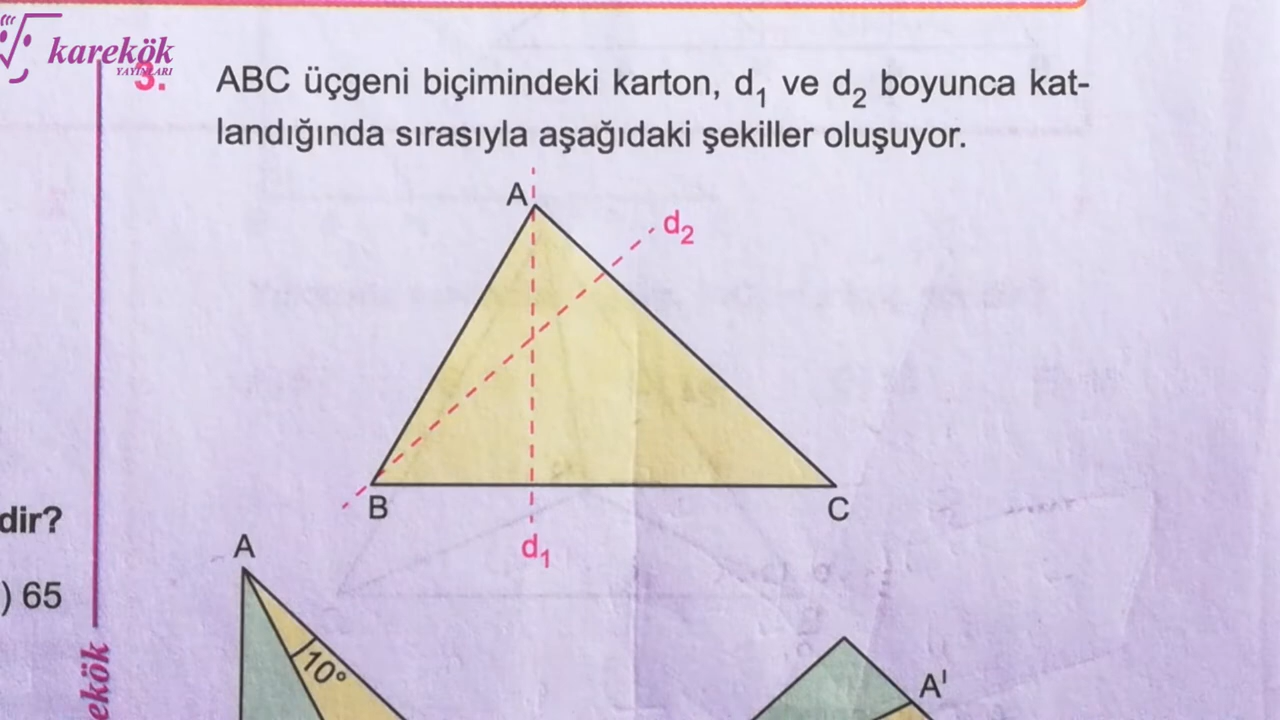 karekök
YAYINLARI
3.
ABC üçgeni biçimindeki karton, d₁ ve d₂ boyunca kat-
landığında sırasıyla aşağıdaki şekiller oluşuyor.
A
d₂
B
C
d₁
dir?
) 65
A
10°
A'
ekök